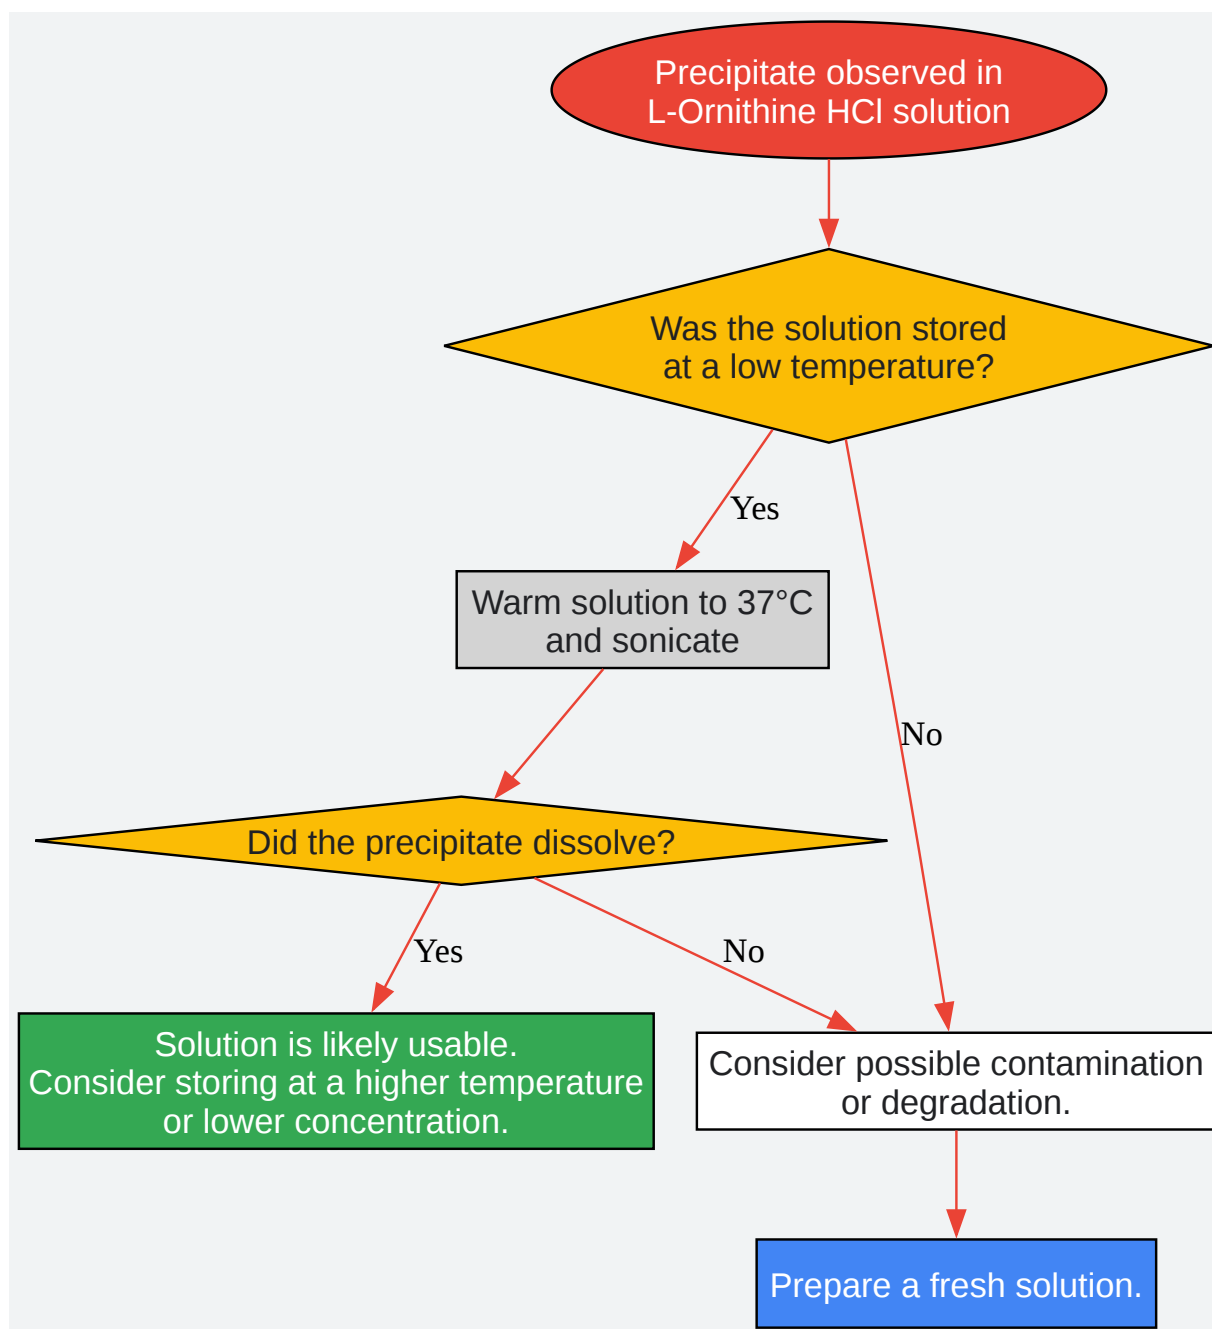 Precipitate observed in
L-Ornithine HCl solution
Was the solution stored
at a low temperature?
Yes
Warm solution to 37°C
and sonicate
No
Did the precipitate dissolve?
Yes
No
Solution is likely usable.
Consider storing at a higher temperature
or lower concentration.
Consider possible contamination
or degradation.
Prepare a fresh solution.